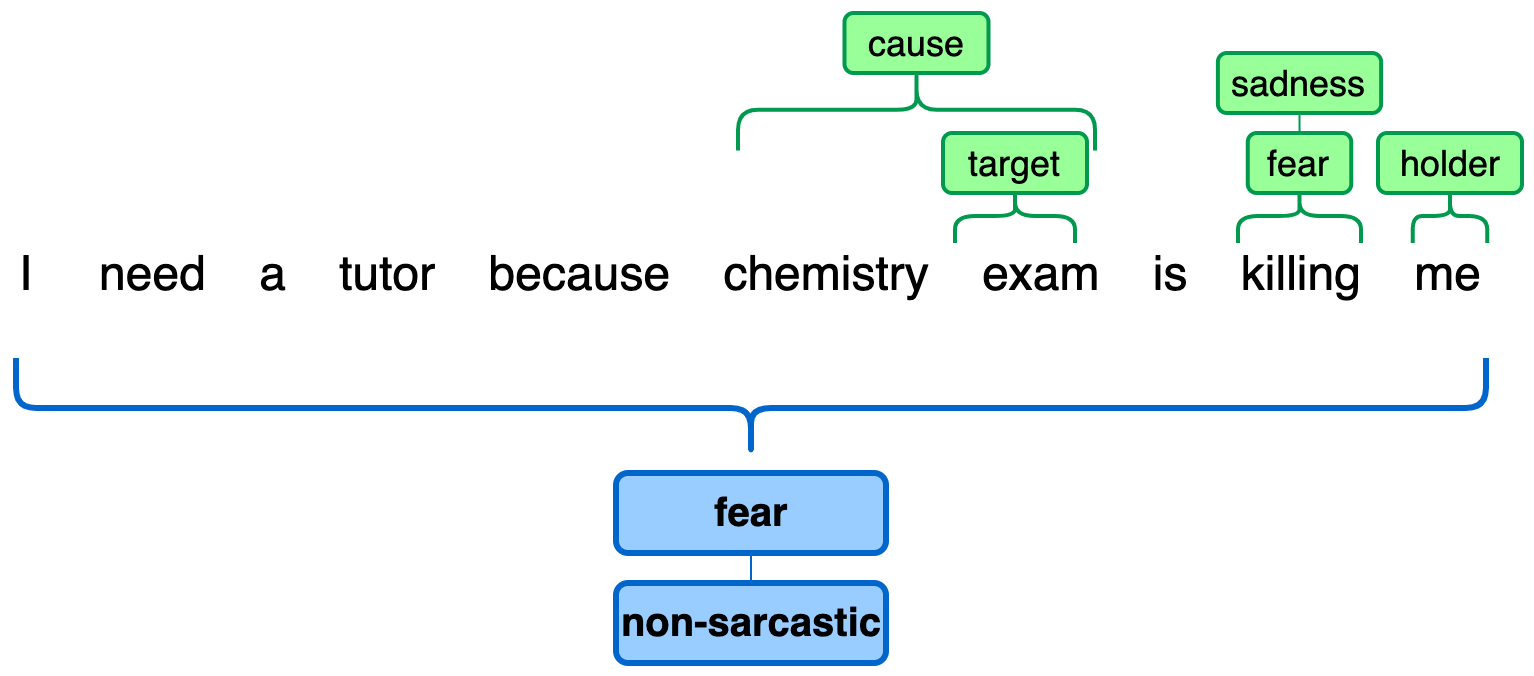 cause
sadness
target fear holder
I need a tutor because chemistry exam is killing me
fear
non-sarcastic